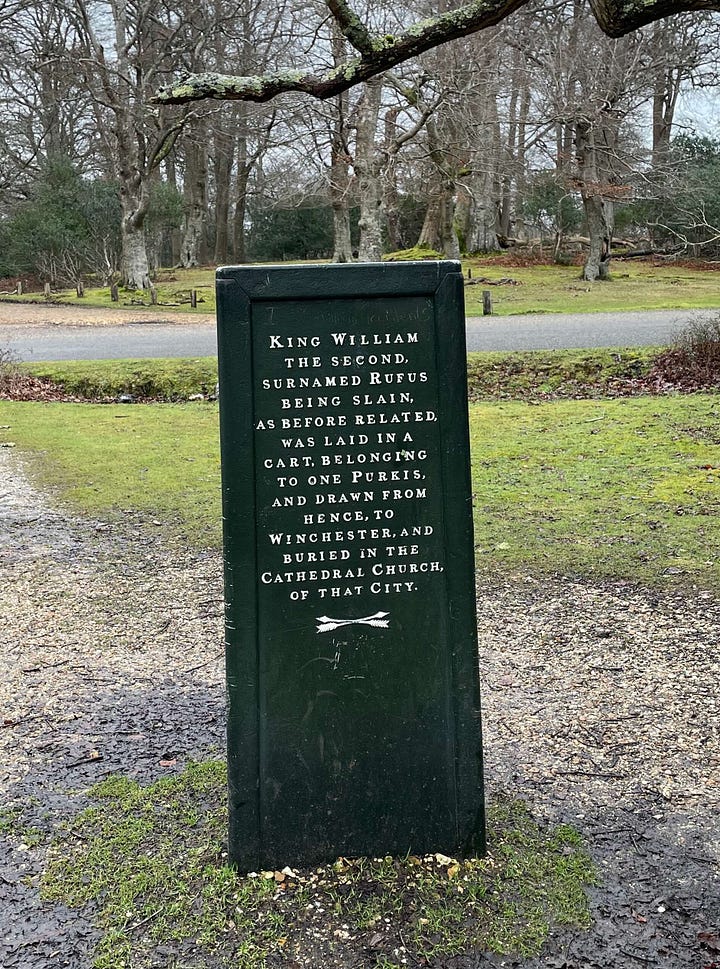 King William
the Second,
surnamed Rufus
being slain,
as before related,
was laid in a
cart, belonging
to one Purkis,
and drawn from
hence, to
Winchester, and
buried in the
Cathedral Church,
of that City.